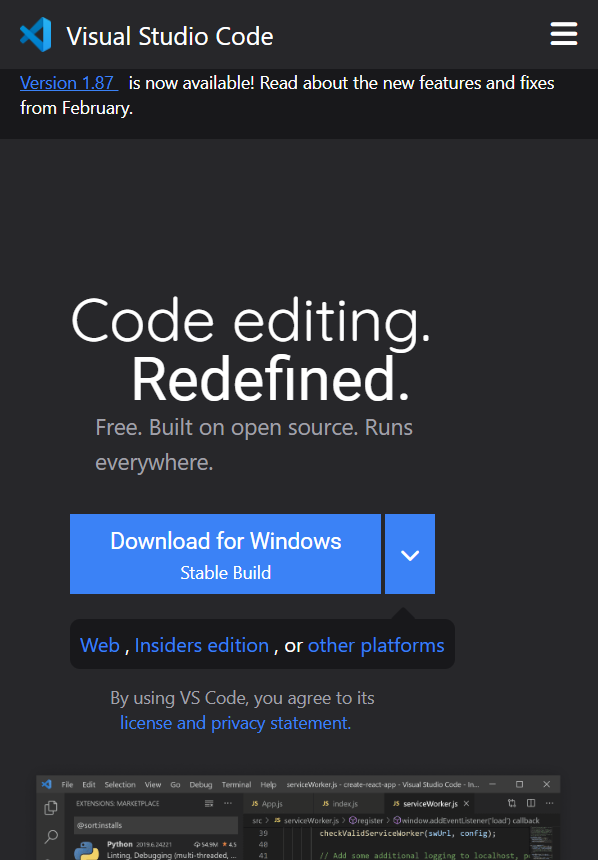 Visual Studio Code
Version 1.87 is now available! Read about the new features and fixes
from February.
Code editing.
Redefined.
Free. Built on open source. Runs
everywhere.
Download for Windows
Stable Build
Web , Insiders edition , or other platforms
By using VS Code, you agree to its
license and privacy statement.
File Edit Selection View Go Debug Terminal Help serviceWorker.js - create-react-app - Visual Studio Code - In...
EXTENSIONS: MARKETPLACE
JS App.js JS index.js JS serviceWorker.js
@sort:installs
src > JS serviceWorker.js > register > window.addEventListener('load') callback
39 checkValidServiceWorker(swUrl, config);
Python 2019.6.24221 54.9M 4.5
40
Linting, Debugging (multi-threaded, ...
41 // Add some additional logging to localhost,